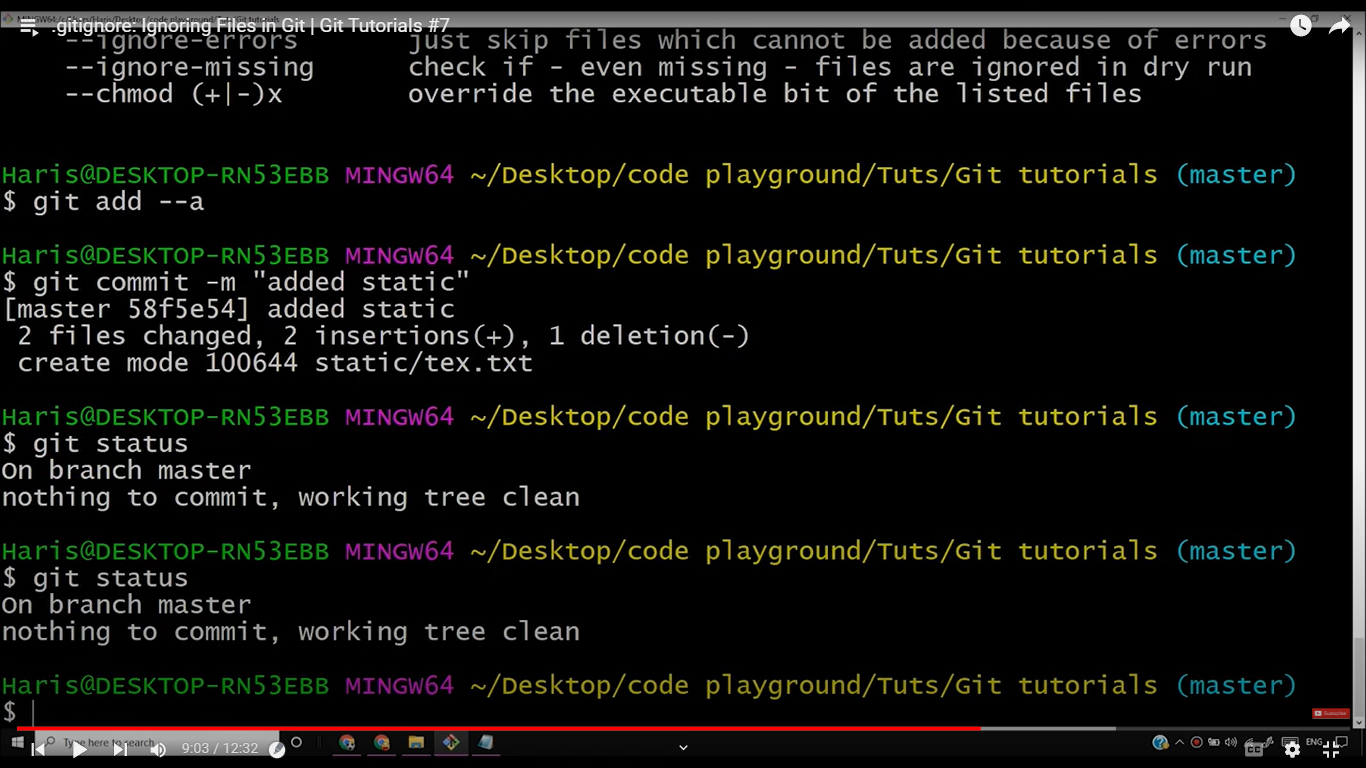 .gitignore: Ignoring Files in Git | Git Tutorials #7
--ignore-errors just skip files which cannot be added because of errors
--ignore-missing check if - even missing - files are ignored in dry run
--chmod (+|-)x override the executable bit of the listed files
Haris@DESKTOP-RN53EBB MINGW64 ~/Desktop/code playground/Tuts/Git tutorials (master)
$ git add --a
Haris@DESKTOP-RN53EBB MINGW64 ~/Desktop/code playground/Tuts/Git tutorials (master)
$ git commit -m "added static"
[master 58f5e54] added static
2 files changed, 2 insertions(+), 1 deletion(-)
create mode 100644 static/tex.txt
Haris@DESKTOP-RN53EBB MINGW64 ~/Desktop/code playground/Tuts/Git tutorials (master)
$ git status
On branch master
nothing to commit, working tree clean
Haris@DESKTOP-RN53EBB MINGW64 ~/Desktop/code playground/Tuts/Git tutorials (master)
$ git status
On branch master
nothing to commit, working tree clean
Haris@DESKTOP-RN53EBB MINGW64 ~/Desktop/code playground/Tuts/Git tutorials (master)
$
Subscribe
Type here to search
9:03 / 12:32
ENG
CC